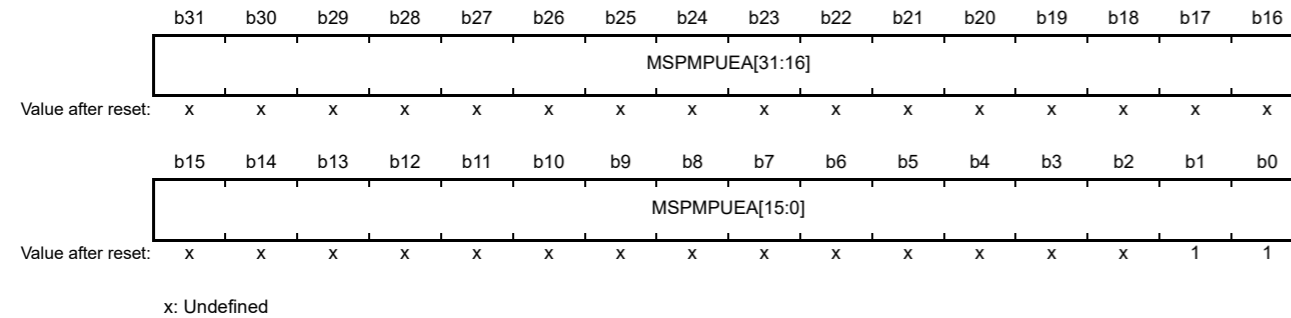 b31 b30 b29 b28 b27 b26 b25 b24 b23 b22 b21 b20 b19 b18 b17 b16
MSPMPUEA[31:16]
Value after reset: x x x x x x x x x x x x x x x x
b15 b14 b13 b12 b11 b10 b9 b8 b7 b6 b5 b4 b3 b2 b1 b0
MSPMPUEA[15:0]
Value after reset: x x x x x x x x x x x x x x 1 1
x: Undefined